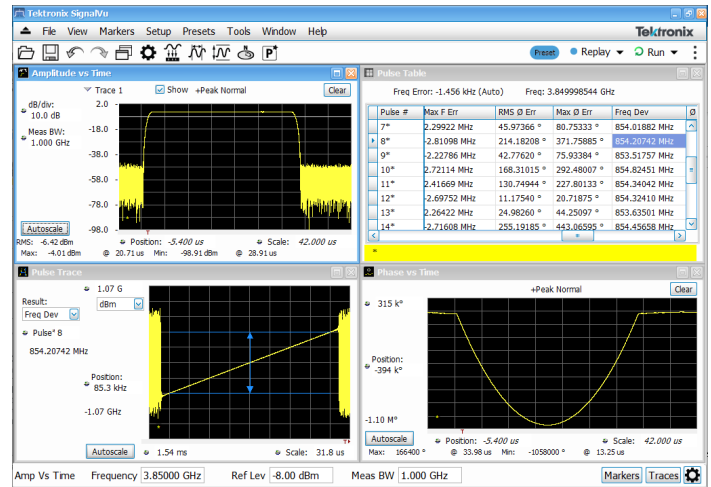 Tektronix SignalVu
File View Markers Setup Presets Tools Window Help
Tektronix
Preset Replay Run
Amplitude vs Time
Trace 1 Show +Peak Normal Clear
dB/div:
10.0 dB
Meas BW:
1.000 GHz
2.0
-18.0
-38.0
-58.0
-78.0
-98.0
Autoscale
Position: -5.400 us Scale: 42.000 us
RMS: -6.42 dBm
Max: -4.01 dBm @ 20.71 us Min: -98.91 dBm @ 28.91 us
Pulse Table
Freq Error: -1.456 kHz (Auto) Freq: 3.849998544 GHz
Pulse # Max F Err RMS Ø Err Max Ø Err Freq Dev Ø
7* 2.29922 MHz 45.97366 ° 80.75333 ° 854.01882 MHz
8* -2.81098 MHz 214.18208 ° 371.75885 ° 854.20742 MHz
9* -2.22786 MHz 42.77620 ° 75.93384 ° 853.51757 MHz
10* 2.72114 MHz 168.31015 ° 292.48007 ° 854.82451 MHz
11* 2.41669 MHz 130.74944 ° 227.80133 ° 854.34042 MHz
12* -2.69752 MHz 11.17540 ° 20.71875 ° 854.32410 MHz
13* 2.26422 MHz 24.98260 ° 44.25097 ° 853.63501 MHz
14* -2.71608 MHz 255.19185 ° 443.06595 ° 854.45658 MHz
Pulse Trace
1.07 G
Result:
Freq Dev
dBm
Pulse* 8
854.20742 MHz
Position:
85.3 kHz
-1.07 GHz
Autoscale 1.54 ms Scale: 31.8 us
Phase vs Time
+Peak Normal Clear
315 k°
Position:
-394 k°
-1.10 M°
Autoscale Position: -5.400 us Scale: 42.000 us
Max: 166400 ° @ 33.98 us Min: -1058000 ° @ 13.25 us
Amp Vs Time Frequency 3.85000 GHz Ref Lev -8.00 dBm Meas BW 1.000 GHz Markers Traces